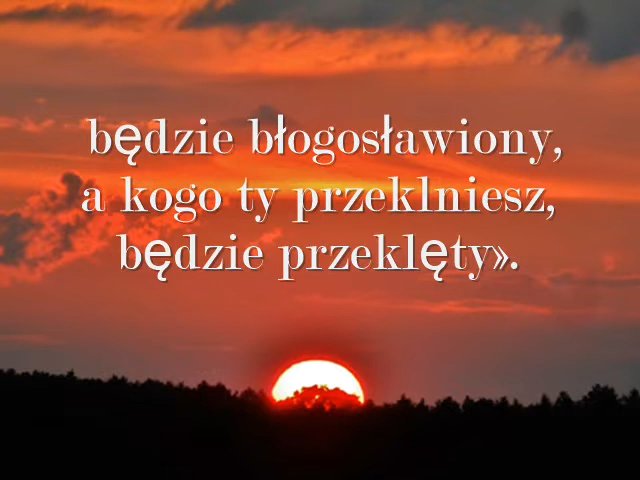 będzie błogosławiony,
a kogo ty przeklniesz,
będzie przeklęty».